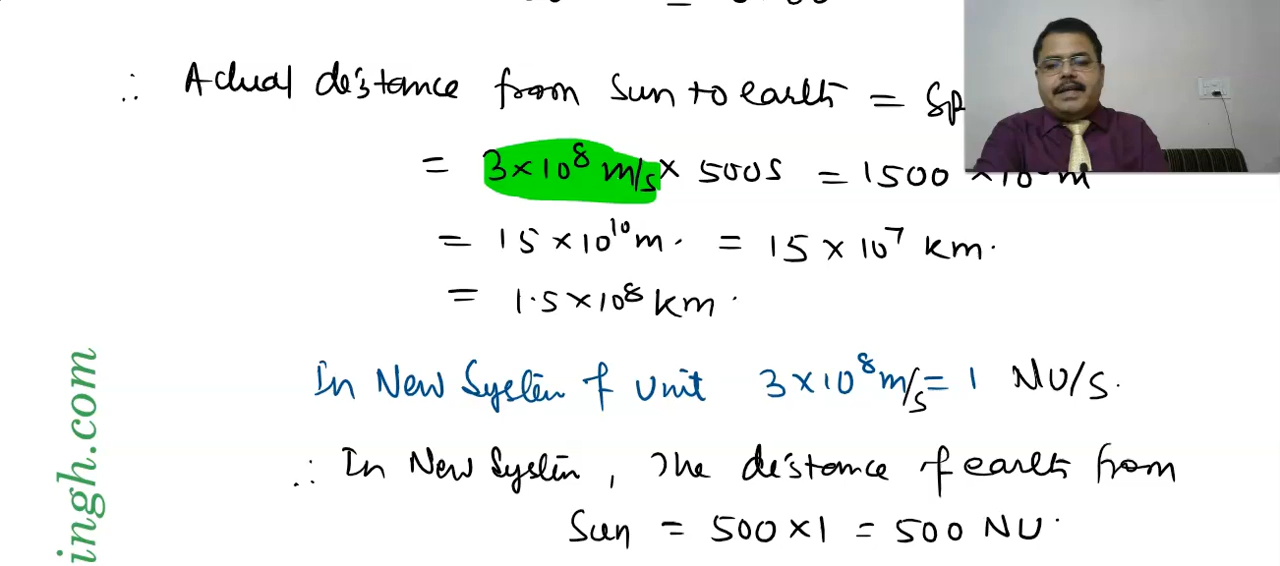 ∴ Actual distance from Sun to earth = Sp
= 3×10⁸ m/s × 500s = 1500 ×10 m
= 15×10¹⁰ m. = 15 × 10⁷ km.
= 1.5×10⁸ km.
In New System of Unit 3×10⁸ m/s = 1 NU/s.
∴ In New System, The distance of earth from
Sun = 500×1 = 500 NU.
ingh.com